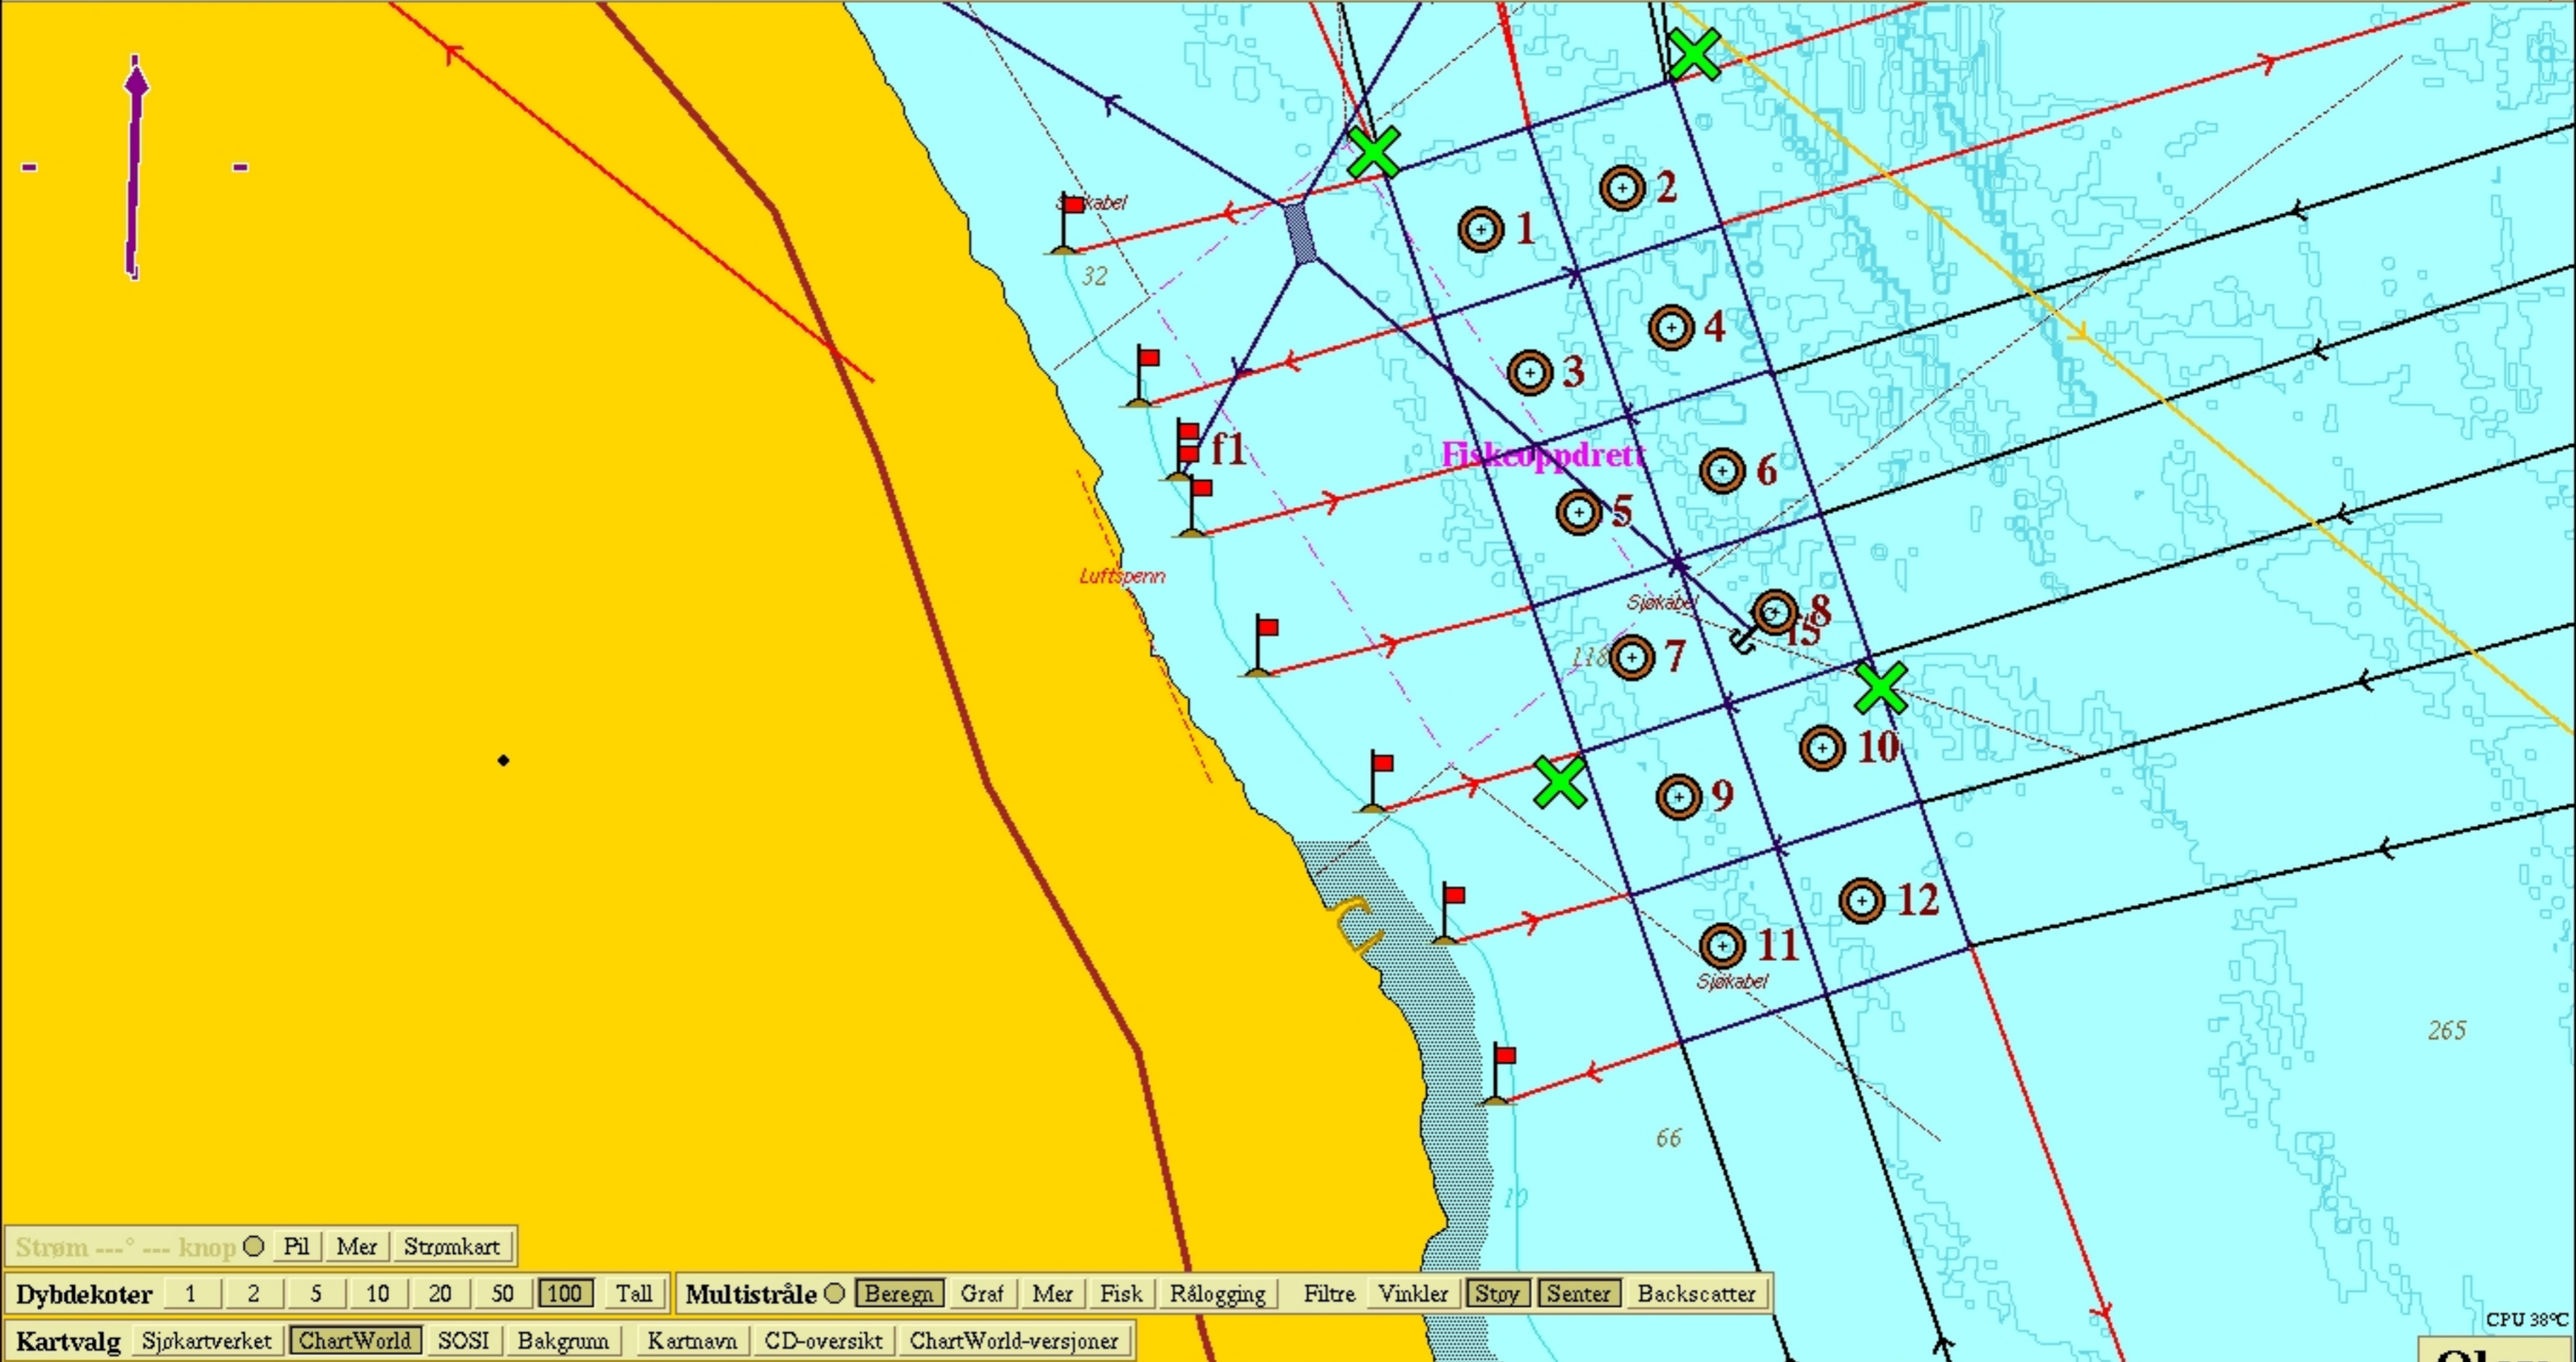 Sjøkabel
1
2
32
3
4
f1
Fiskeoppdrett
5
6
Luftspenn
Sjøkabel
8
15
118
7
10
9
12
11
Sjøkabel
265
66
10
Strøm ---° --- knop Pil Mer Strømkart
Dybdekoter 1 2 5 10 20 50 100 Tall Multistråle Beregn Graf Mer Fisk Rålogging Filtre Vinkler Støy Senter Backscatter
CPU 38°C
Kartvalg Sjøkartverket ChartWorld SOSI Bakgrunn Kartnavn CD-oversikt ChartWorld-versjoner